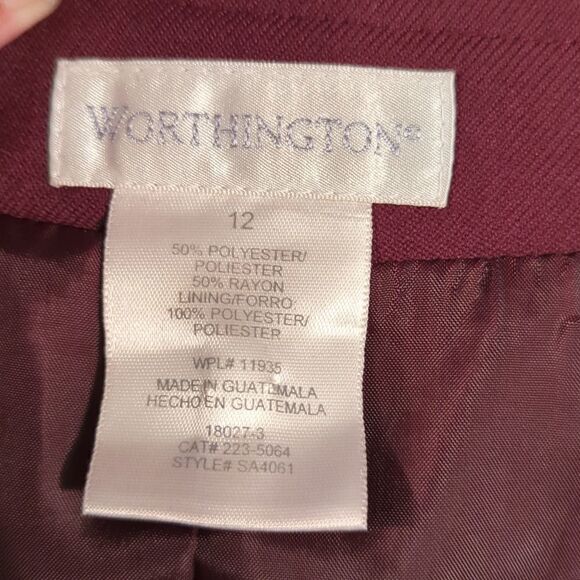 WORTHINGTON®
12
50% POLYESTER/
POLIESTER
50% RAYON
LINING/FORRO
100% POLYESTER/
POLIESTER
WPL# 11935
MADE IN GUATEMALA
HECHO EN GUATEMALA
18027-3
CAT# 223-5064
STYLE# SA4061